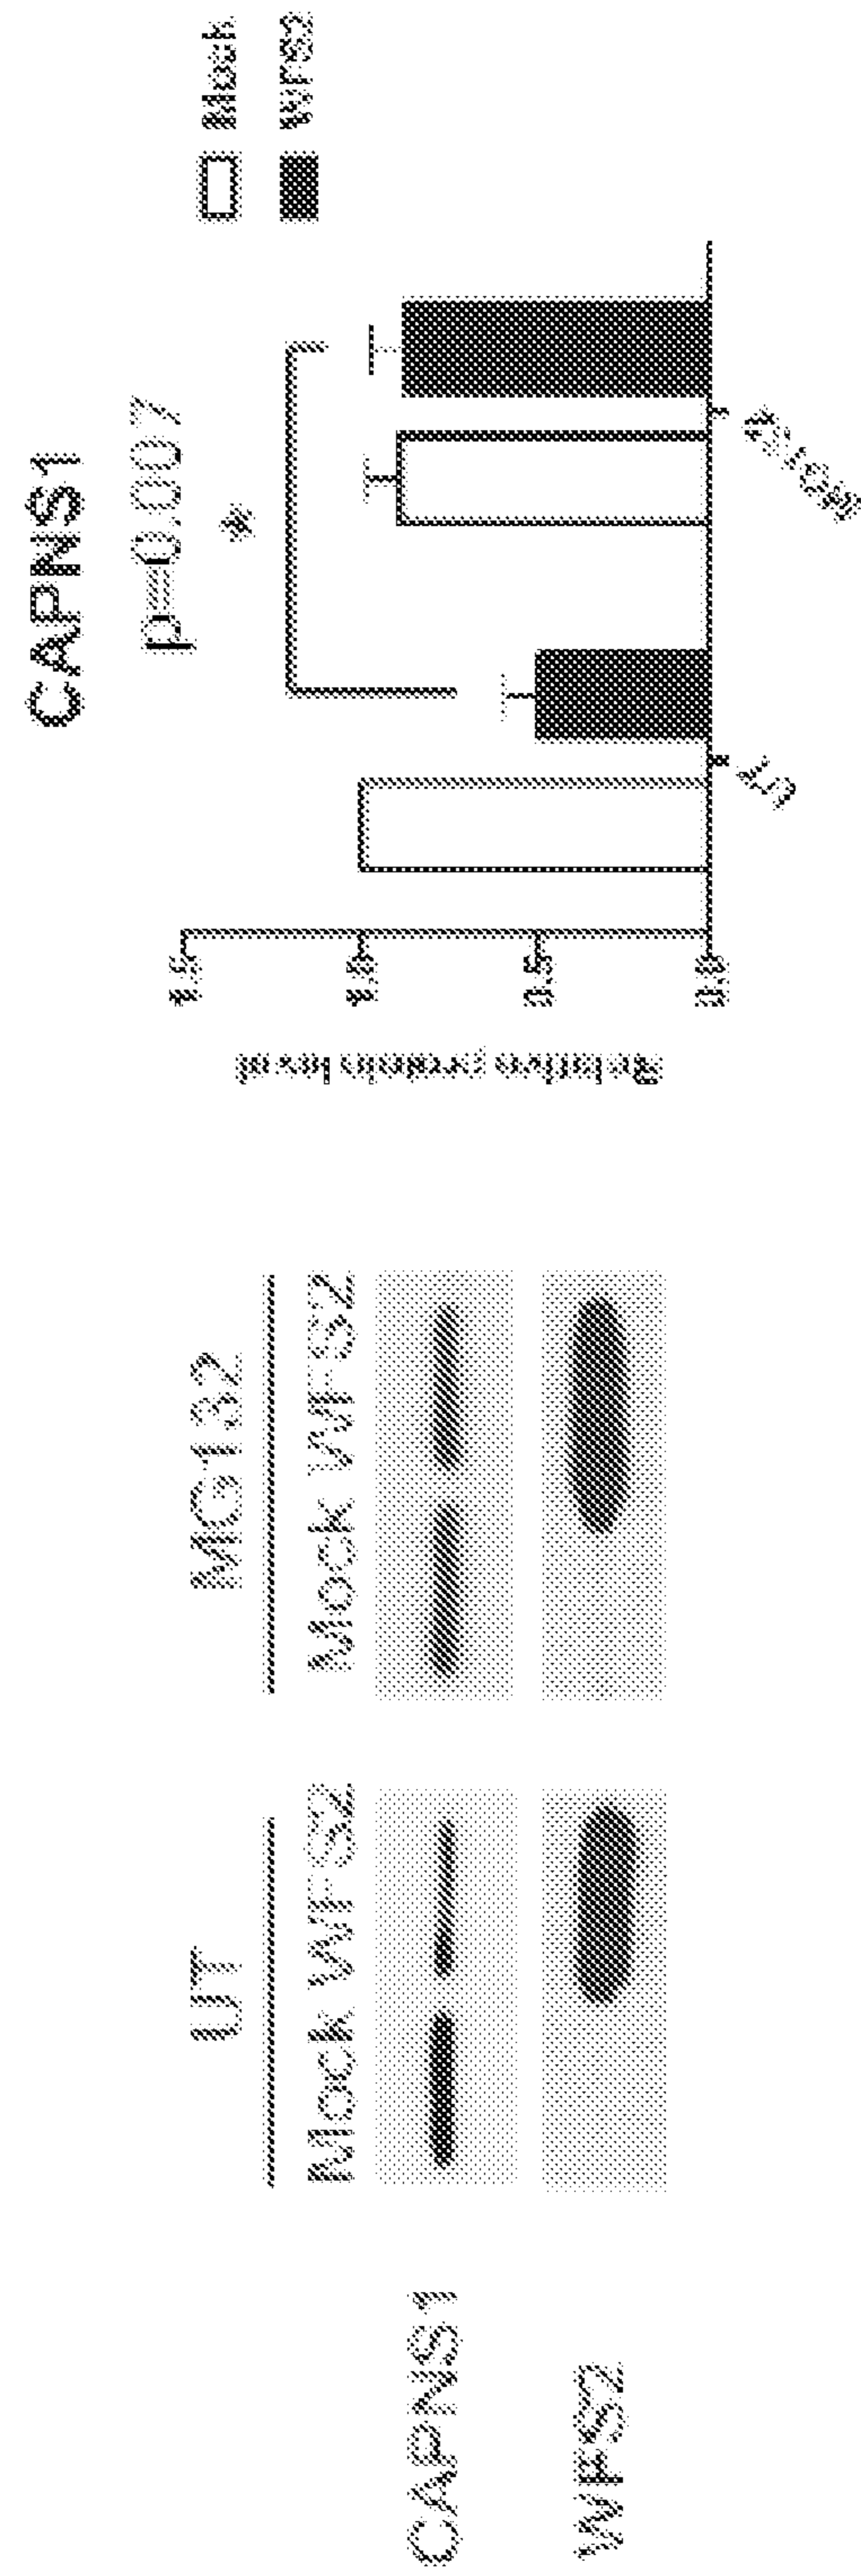 UT
MG132
Mock WFS2
Mock WFS2
CAPNS1
WFS2
CAPNS1
p=0.007
*
Mock
WFS2
Relative protein level
1.5
1.0
0.5
0.0
UT
MG132